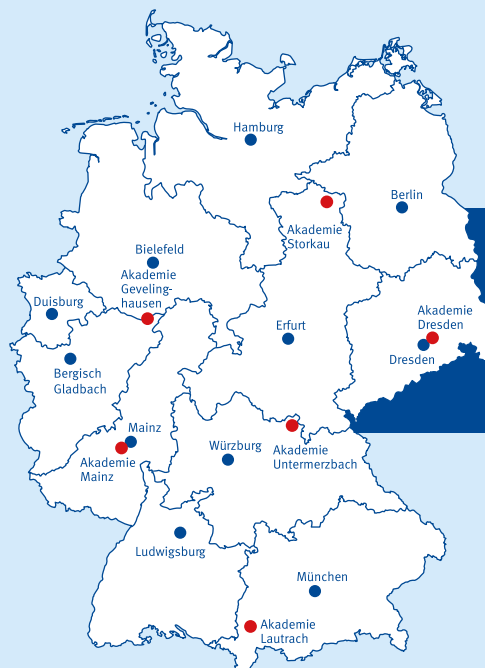 Hamburg
Berlin
Akademie
Storkau
Bielefeld
Akademie
Geveling-
hausen
Duisburg
Akademie
Dresden
Erfurt
Dresden
Bergisch
Gladbach
Mainz
Akademie
Mainz
Würzburg
Akademie
Untermerzbach
Ludwigsburg
München
Akademie
Lautrach